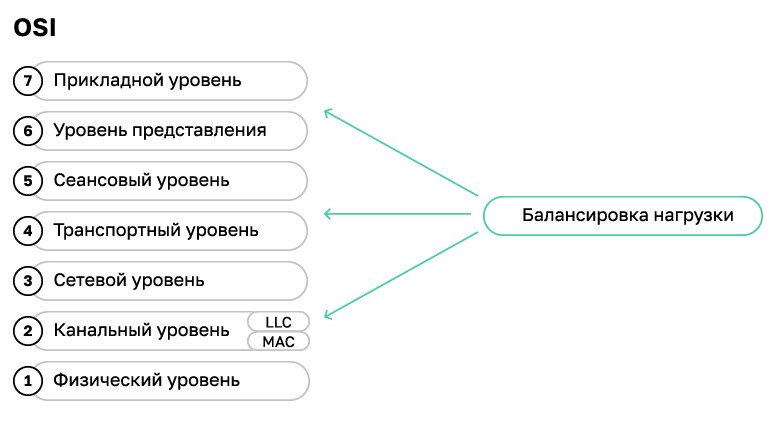 OSI
7 Прикладной уровень
6 Уровень представления
5 Сеансовый уровень
4 Транспортный уровень
Балансировка нагрузки
3 Сетевой уровень
2 Канальный уровень LLC
MAC
1 Физический уровень